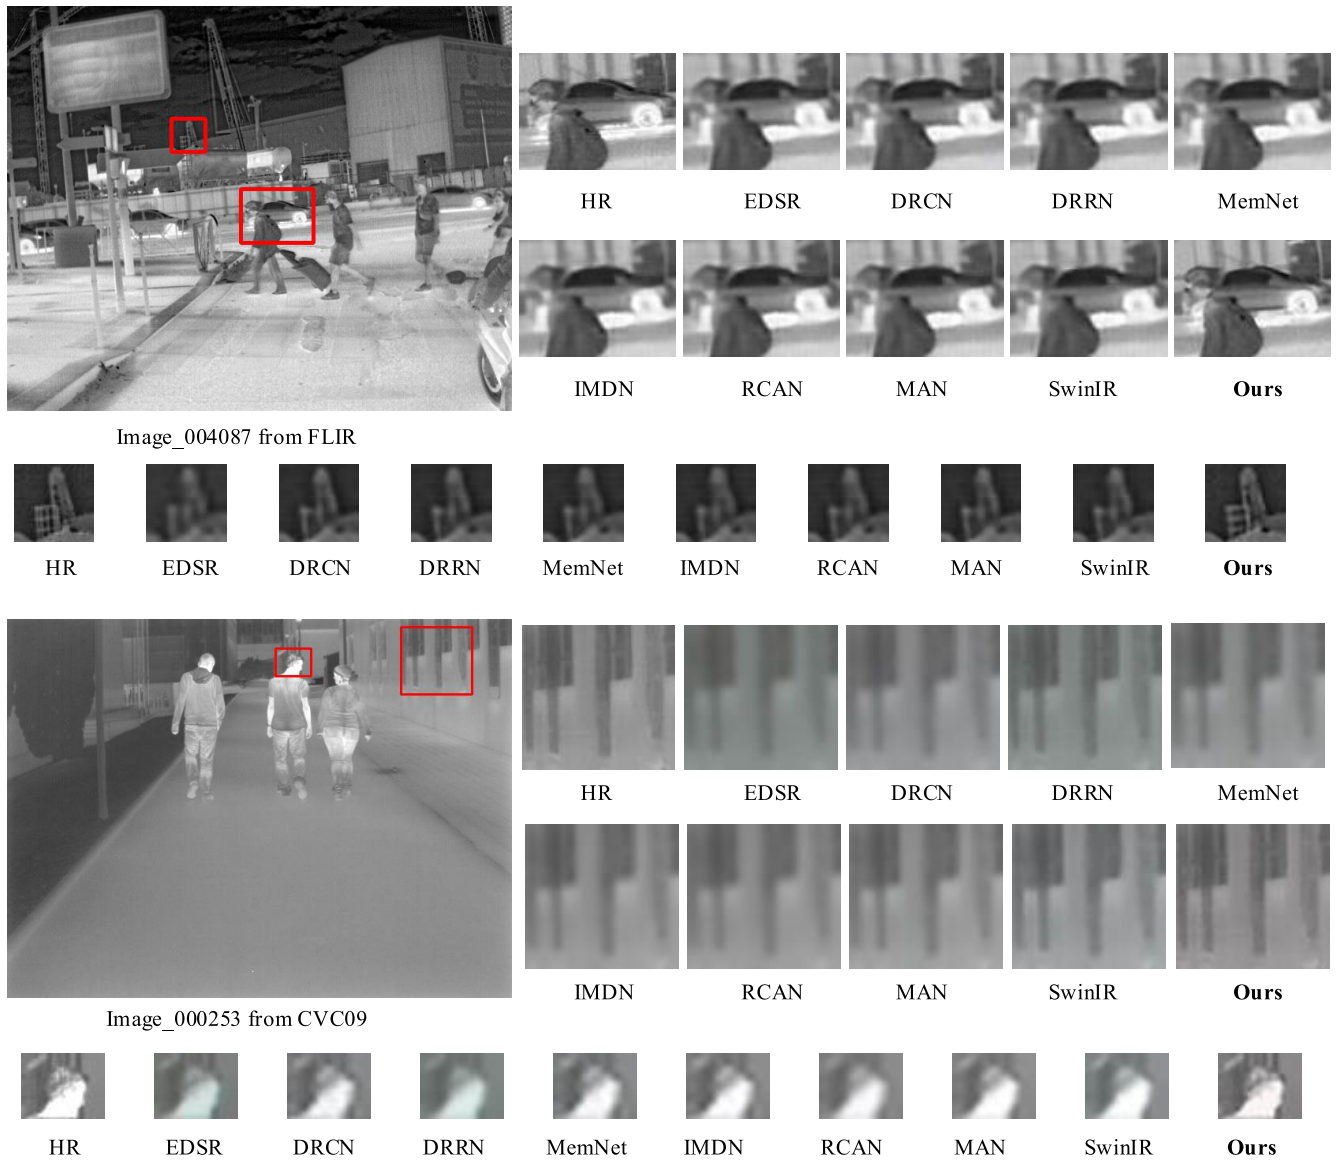 HR EDSR DRCN DRRN MemNet
IMDN RCAN MAN SwinIR Ours
Image_004087 from FLIR
HR EDSR DRCN DRRN MemNet IMDN RCAN MAN SwinIR Ours
HR EDSR DRCN DRRN MemNet
IMDN RCAN MAN SwinIR Ours
Image_000253 from CVC09
HR EDSR DRCN DRRN MemNet IMDN RCAN MAN SwinIR Ours